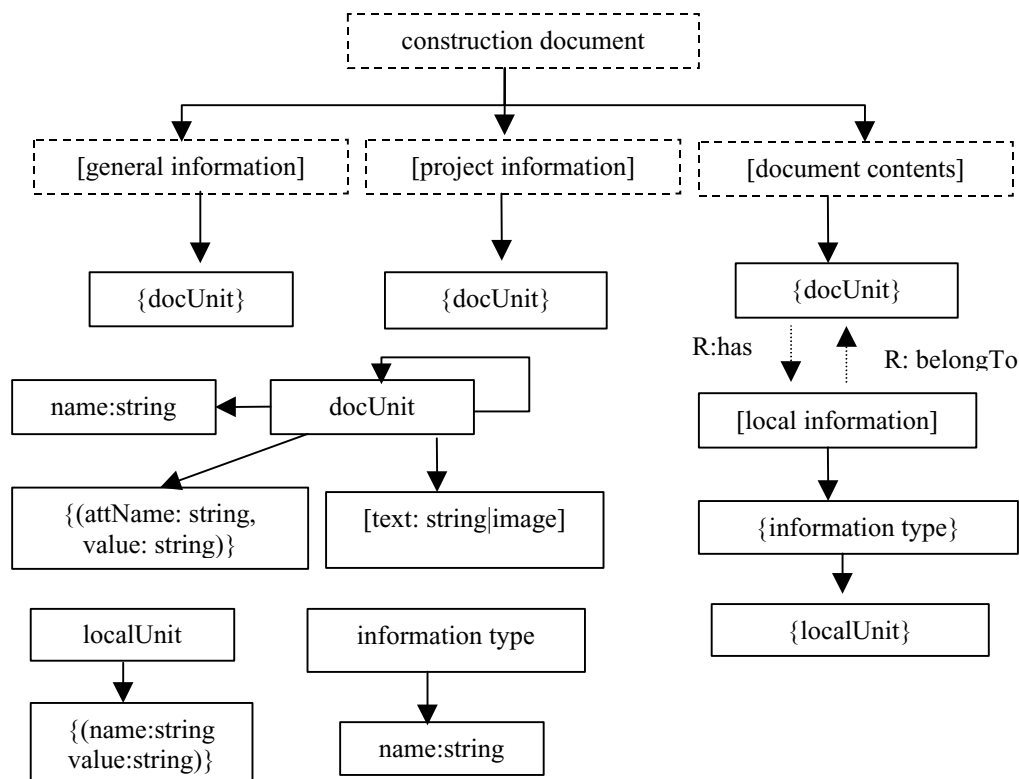 construction document
[general information]
[project information]
[document contents]
{docUnit}
{docUnit}
{docUnit}
R:has
R: belongTo
name:string
docUnit
[local information]
{(attName: string,
value: string)}
[text: string|image]
{information type}
localUnit
information type
{localUnit}
{(name:string
value:string)}
name:string